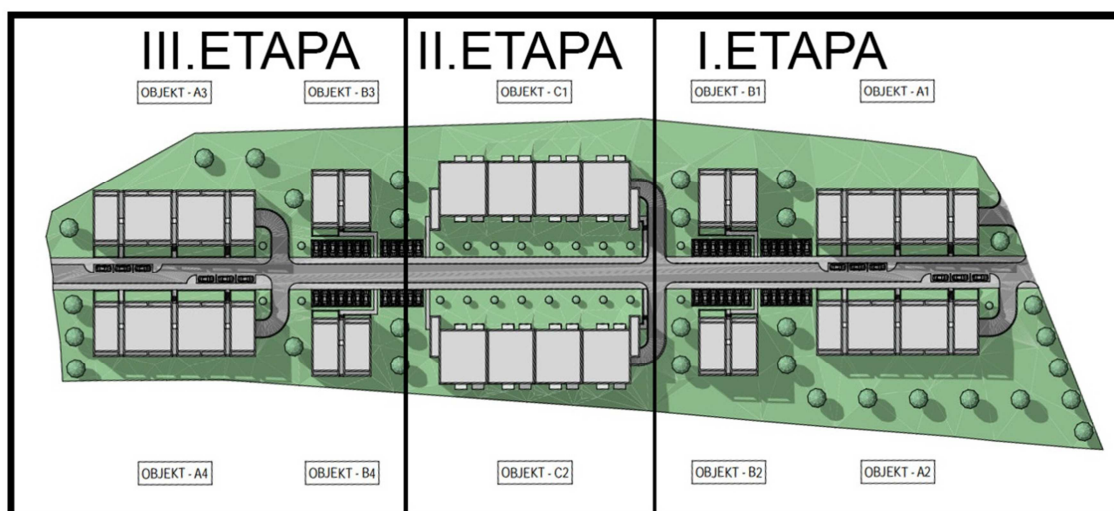 III.ETAPA II.ETAPA I.ETAPA
OBJEKT - A3 OBJEKT - B3 OBJEKT - C1 OBJEKT - B1 OBJEKT - A1
OBJEKT - A4 OBJEKT - B4 OBJEKT - C2 OBJEKT - B2 OBJEKT - A2